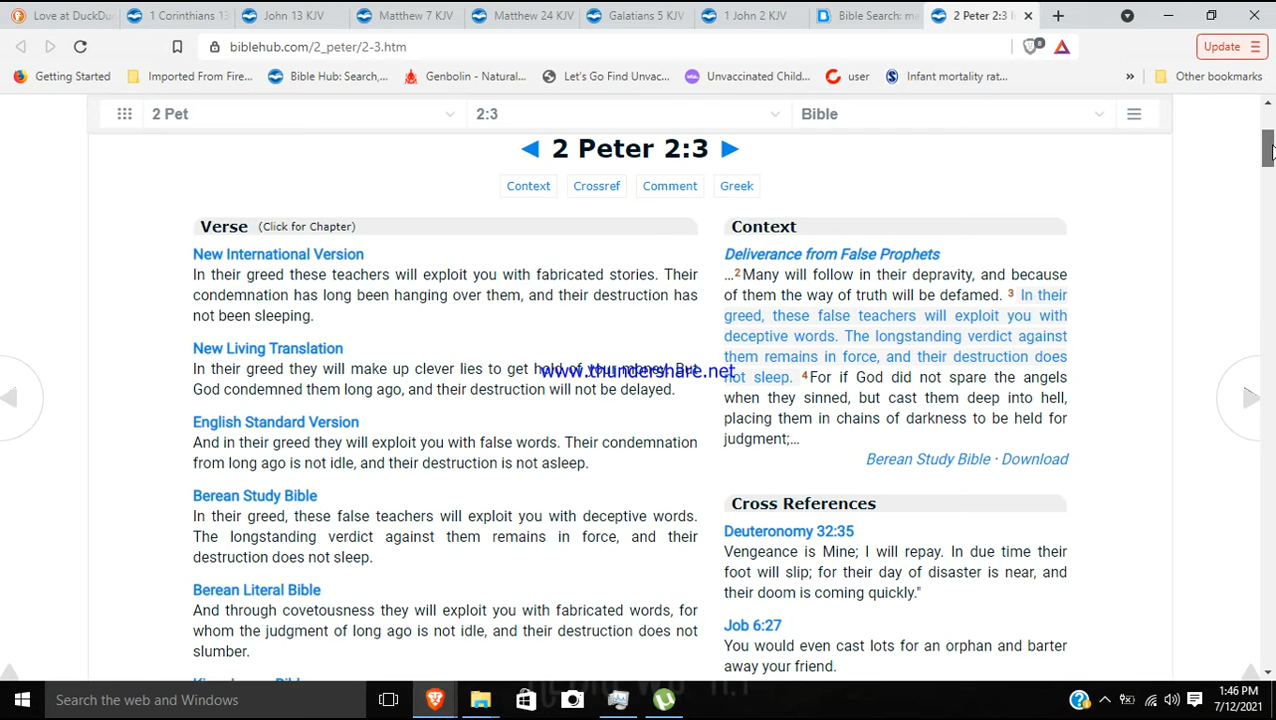 Love at DuckDu
1 Corinthians 13
John 13 KJV
Matthew 7 KJV
Matthew 24 KJV
Galatians 5 KJV
1 John 2 KJV
Bible Search: m
2 Peter 2:3
biblehub.com/2_peter/2-3.htm
8
Update
Getting Started
Imported From Fire...
Bible Hub: Search,...
Genbolin - Natural...
Let's Go Find Unvac...
Unvaccinated Child...
user
Infant mortality rat...
Other bookmarks
2 Pet
2:3
Bible
2 Peter 2:3
Context
Crossref
Comment
Greek
Verse (Click for Chapter)
New International Version
In their greed these teachers will exploit you with fabricated stories. Their
condemnation has long been hanging over them, and their destruction has
not been sleeping.
New Living Translation
In their greed they will make up clever lies to get hold of your money. But
God condemned them long ago, and their destruction will not be delayed.
English Standard Version
And in their greed they will exploit you with false words. Their condemnation
from long ago is not idle, and their destruction is not asleep.
Berean Study Bible
In their greed, these false teachers will exploit you with deceptive words.
The longstanding verdict against them remains in force, and their
destruction does not sleep.
Berean Literal Bible
And through covetousness they will exploit you with fabricated words, for
whom the judgment of long ago is not idle, and their destruction does not
slumber.
Context
Deliverance from False Prophets
…2Many will follow in their depravity, and because
of them the way of truth will be defamed. 3 In their
greed, these false teachers will exploit you with
deceptive words. The longstanding verdict against
them remains in force, and their destruction does
not sleep. 4For if God did not spare the angels
when they sinned, but cast them deep into hell,
placing them in chains of darkness to be held for
judgment;…
Berean Study Bible · Download
Cross References
Deuteronomy 32:35
Vengeance is Mine; I will repay. In due time their
foot will slip; for their day of disaster is near, and
their doom is coming quickly."
Job 6:27
You would even cast lots for an orphan and barter
away your friend.
www.thundershare.net
Search the web and Windows
1:46 PM
7/12/2021